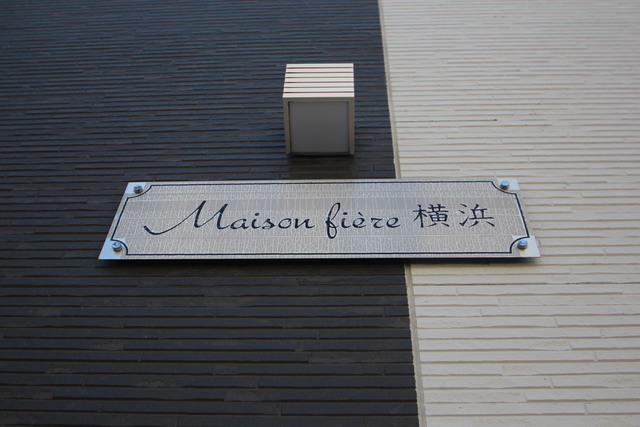 Maison fière 横浜